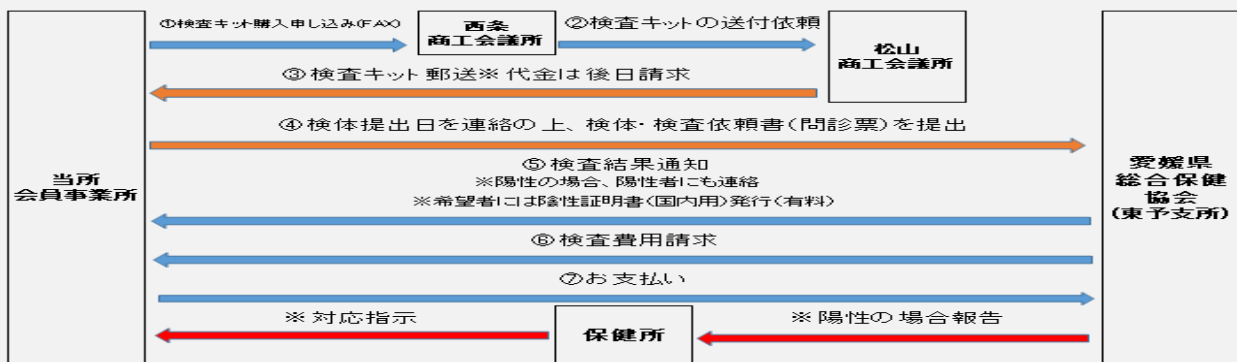 ①検査キット購入申し込み(FAX)
西条
商工会議所
②検査キットの送付依頼
松山
商工会議所
③検査キット郵送※代金は後日請求
④検体提出日を連絡の上、検体・検査依頼書(問診票)を提出
当所
会員事業所
⑤検査結果通知
※陽性の場合、陽性者にも連絡
※希望者には陰性証明書(国内用)発行(有料)
愛媛県
総合保健
協会
(東予支所)
⑥検査費用請求
⑦お支払い
※対応指示
保健所
※陽性の場合報告